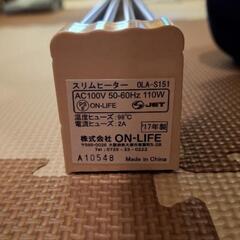 スリムヒーター OLA-S151
AC100V 50-60Hz 110W
ON-LIFE JET
温度ヒューズ:98℃
電流ヒューズ:2A
'17年製
株式会社 ON-LIFE
A10548 Made in China